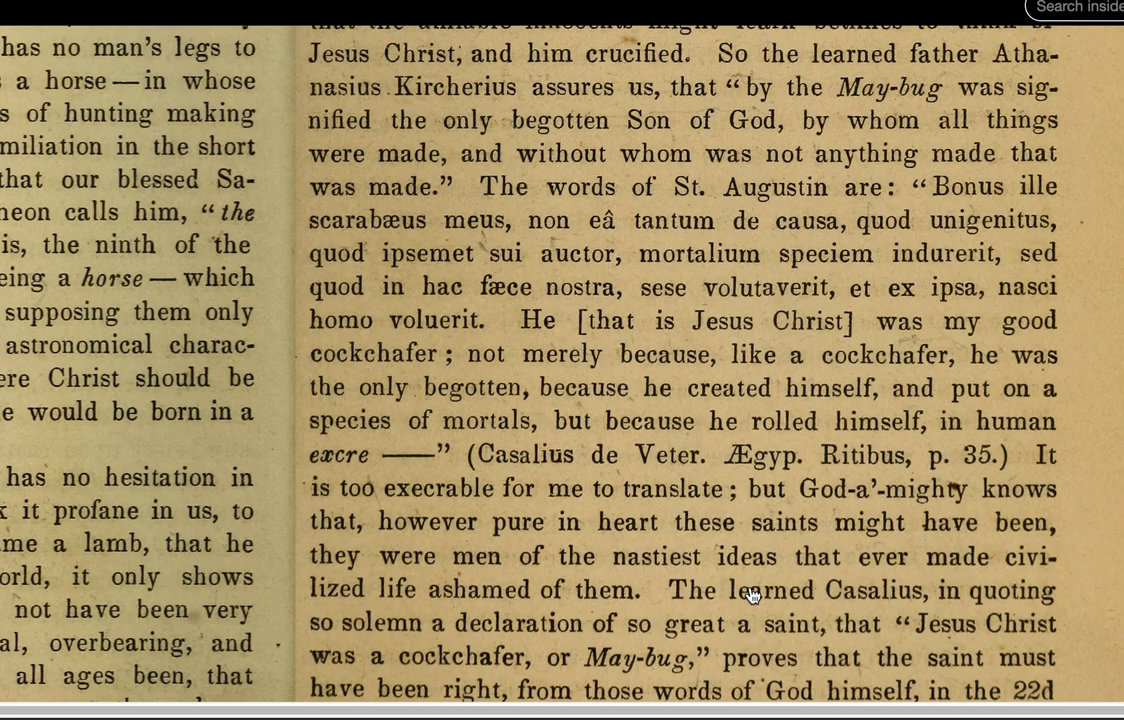 Search inside
has no man's legs to
a horse — in whose
s of hunting making
miliation in the short
that our blessed Sa-
neon calls him, "the
is, the ninth of the
eing a horse — which
supposing them only
astronomical charac-
ere Christ should be
e would be born in a
has no hesitation in
k it profane in us, to
me a lamb, that he
orld, it only shows
not have been very
al, overbearing, and
all ages been, that
Jesus Christ, and him crucified. So the learned father Atha-
nasius Kircherius assures us, that "by the May-bug was sig-
nified the only begotten Son of God, by whom all things
were made, and without whom was not anything made that
was made." The words of St. Augustin are: "Bonus ille
scarabæus meus, non eâ tantum de causa, quod unigenitus,
quod ipsemet sui auctor, mortalium speciem indurerit, sed
quod in hac fæce nostra, sese volutaverit, et ex ipsa, nasci
homo voluerit. He [that is Jesus Christ] was my good
cockchafer; not merely because, like a cockchafer, he was
the only begotten, because he created himself, and put on a
species of mortals, but because he rolled himself, in human
excre ——" (Casalius de Veter. Ægyp. Ritibus, p. 35.) It
is too execrable for me to translate; but God-a'-mighty knows
that, however pure in heart these saints might have been,
they were men of the nastiest ideas that ever made civi-
lized life ashamed of them. The learned Casalius, in quoting
so solemn a declaration of so great a saint, that "Jesus Christ
was a cockchafer, or May-bug," proves that the saint must
have been right, from those words of God himself, in the 22d